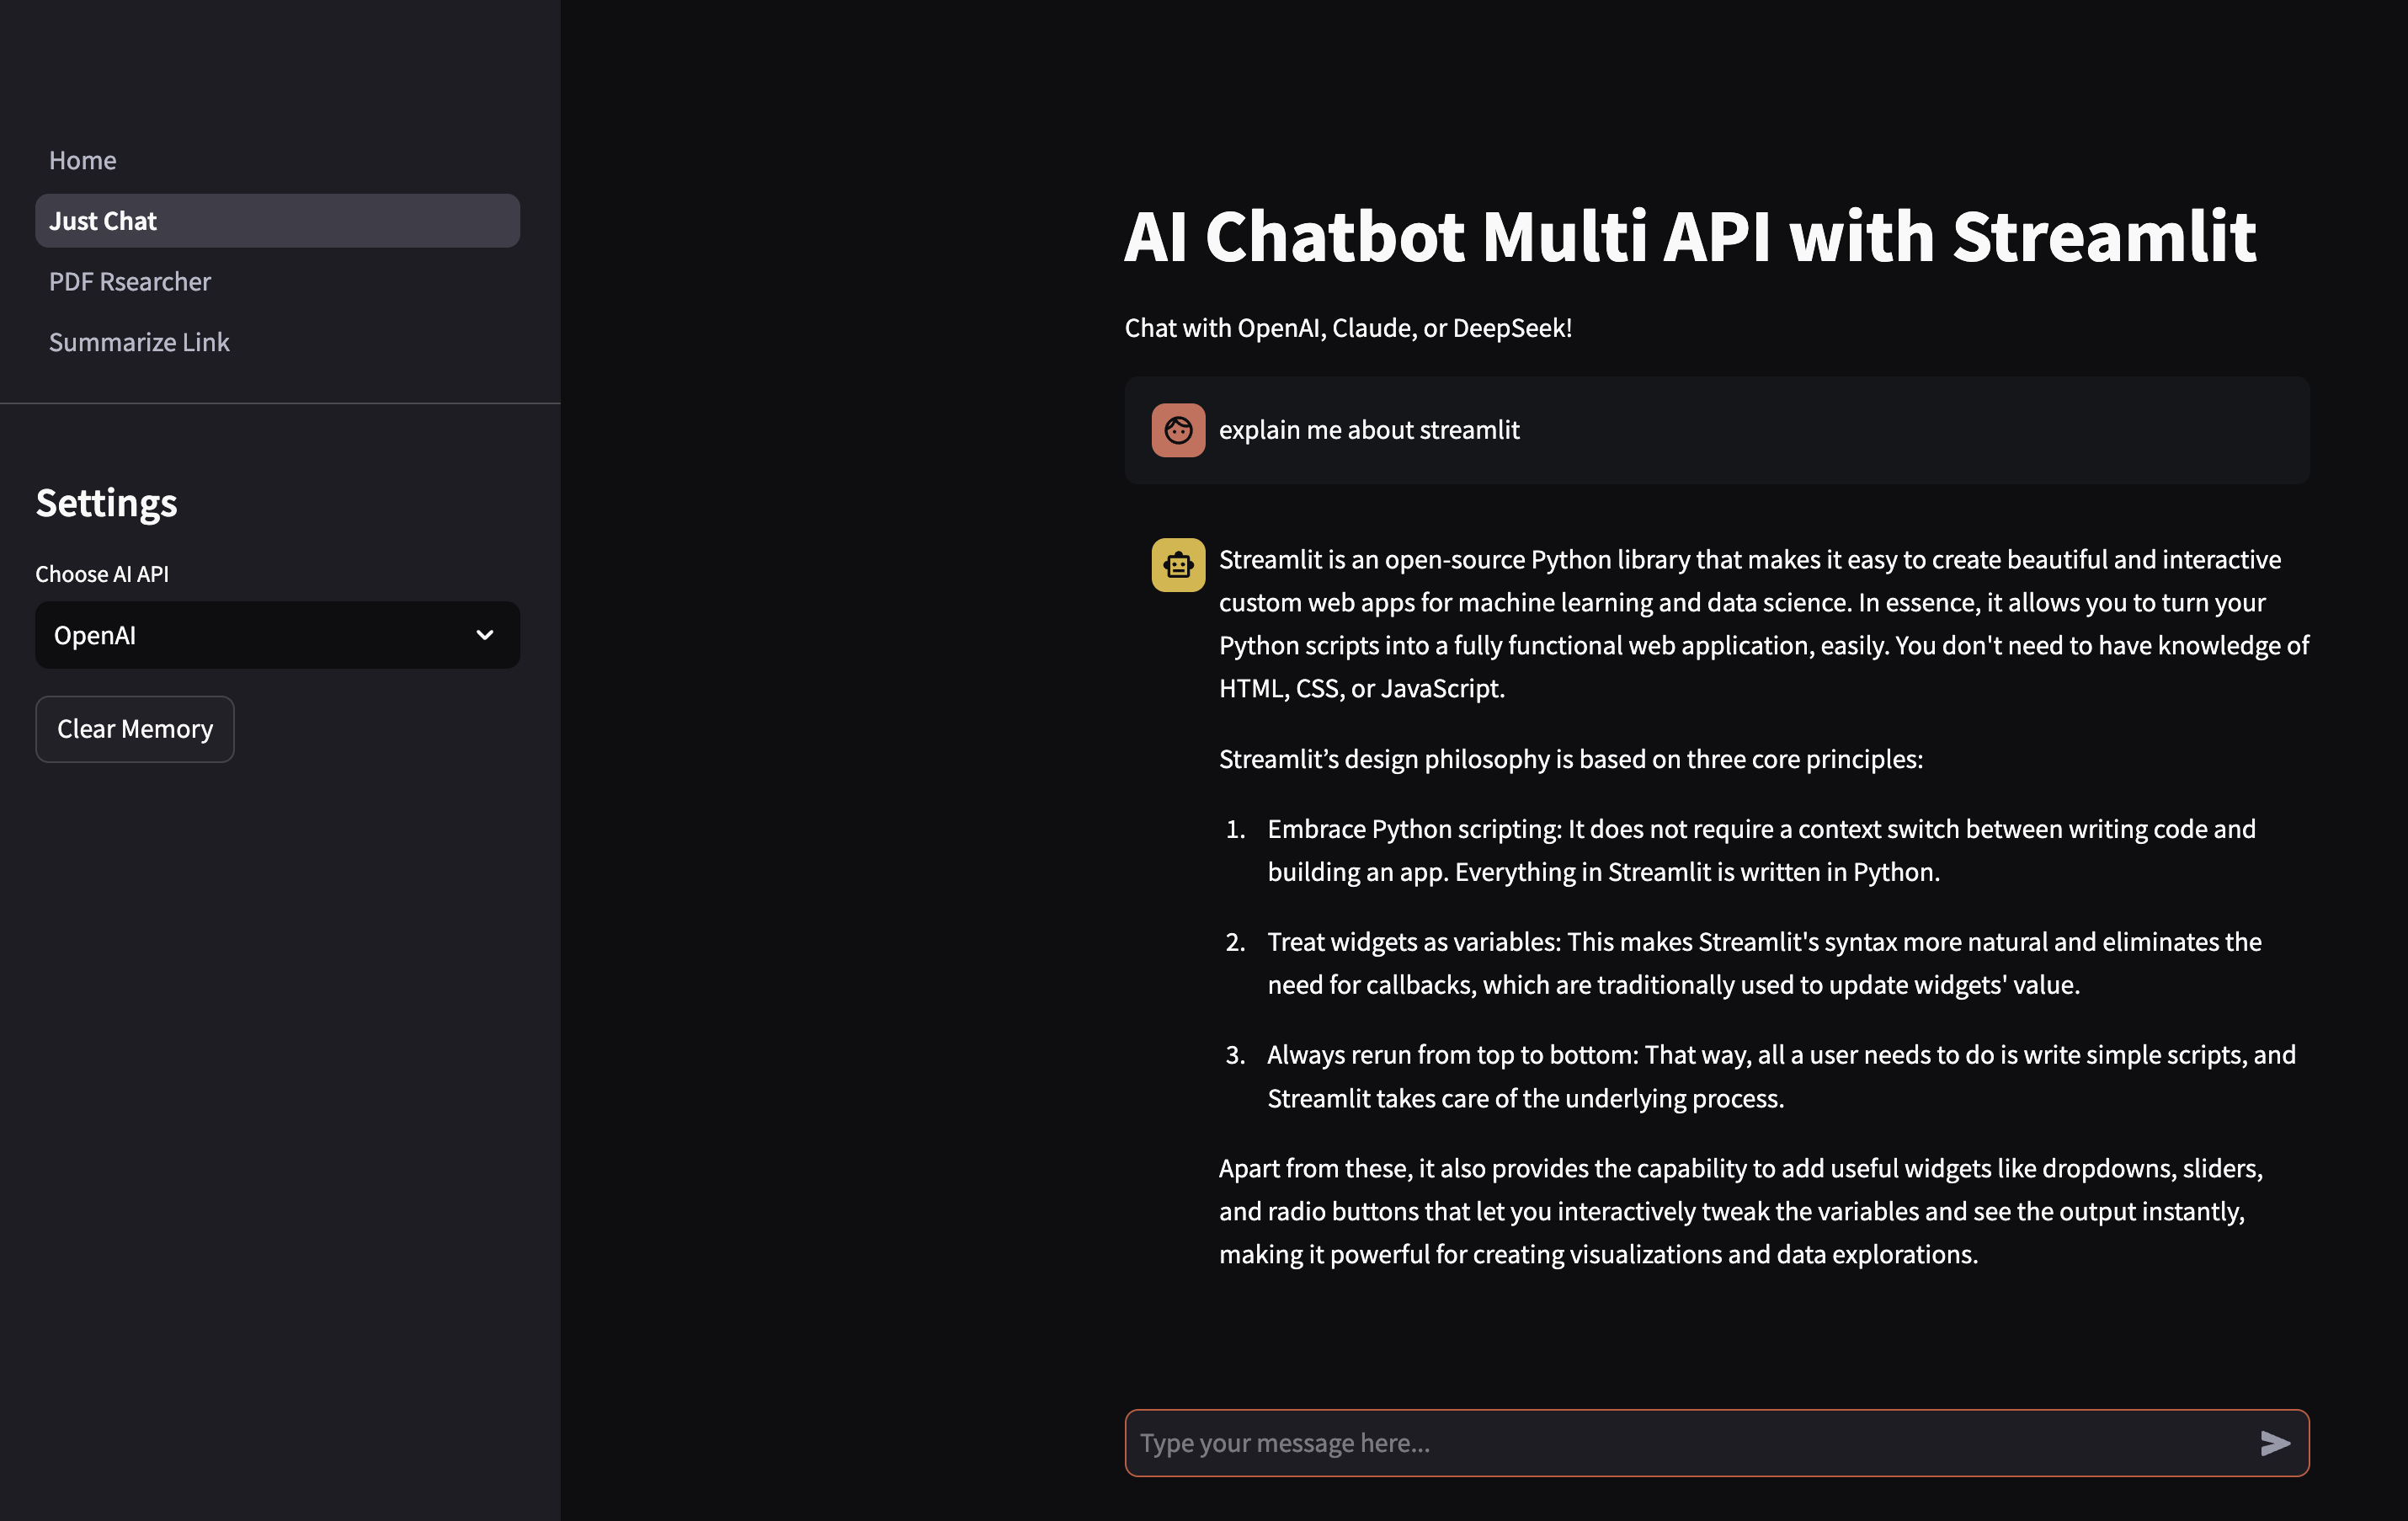 Home
Just Chat
PDF Rsearcher
Summarize Link
Settings
Choose AI API
OpenAI
Clear Memory
AI Chatbot Multi API with Streamlit
Chat with OpenAI, Claude, or DeepSeek!
explain me about streamlit
Streamlit is an open-source Python library that makes it easy to create beautiful and interactive
custom web apps for machine learning and data science. In essence, it allows you to turn your
Python scripts into a fully functional web application, easily. You don't need to have knowledge of
HTML, CSS, or JavaScript.
Streamlit’s design philosophy is based on three core principles:
1. Embrace Python scripting: It does not require a context switch between writing code and
building an app. Everything in Streamlit is written in Python.
2. Treat widgets as variables: This makes Streamlit's syntax more natural and eliminates the
need for callbacks, which are traditionally used to update widgets' value.
3. Always rerun from top to bottom: That way, all a user needs to do is write simple scripts, and
Streamlit takes care of the underlying process.
Apart from these, it also provides the capability to add useful widgets like dropdowns, sliders,
and radio buttons that let you interactively tweak the variables and see the output instantly,
making it powerful for creating visualizations and data explorations.
Type your message here...